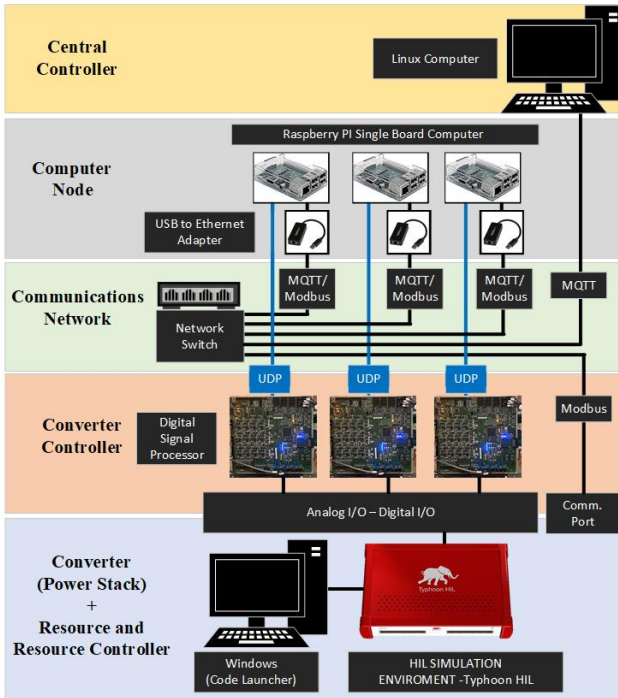 Central
Controller
Linux Computer
Raspberry PI Single Board Computer
Computer
Node
USB to Ethernet
Adapter
Communications
Network
MQTT/
Modbus
MQTT/
Modbus
MQTT/
Modbus
MQTT
Network
Switch
UDP
UDP
UDP
Converter
Controller
Digital
Signal
Processor
Modbus
Analog I/O – Digital I/O
Comm.
Port
Converter
(Power Stack)
+
Resource and
Resource Controller
Typhoon HIL
Windows
(Code Launcher)
HIL SIMULATION
ENVIROMENT -Typhoon HIL